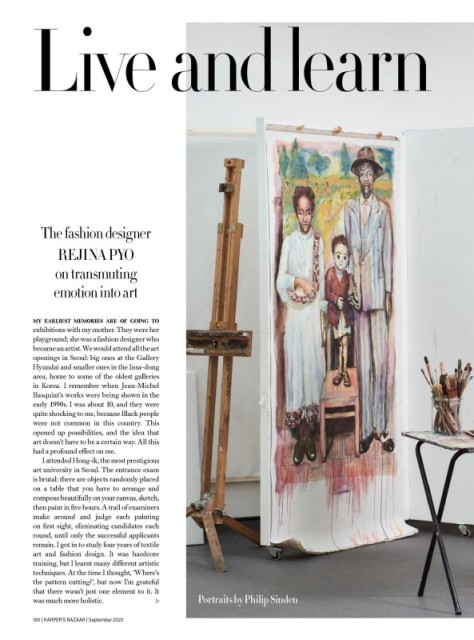 Live and learn
The fashion designer
REJINA PYO
on transmuting
emotion into art
MY EARLIEST MEMORIES ARE OF GOING TO
exhibitions with my mother. They were her
playground; she was a fashion designer who
became an artist. We would attend all the art
openings in Seoul: big ones at the Gallery
Hyundai and smaller ones in the Insa-dong
area, home to some of the oldest galleries
in Korea. I remember when Jean-Michel
Basquiat's works were being shown in the
early 1990s. I was about 10, and they were
quite shocking to me, because Black people
were not common in this country. This
opened up possibilities, and the idea that
art doesn't have to be a certain way. All this
had a profound effect on me.
I attended Hong-ik, the most prestigious
art university in Seoul. The entrance exam
is brutal: there are objects randomly placed
on a table that you have to arrange and
compose beautifully on your canvas, sketch,
then paint in five hours. A trail of examiners
snake around and judge each painting
on first sight, eliminating candidates each
round, until only the successful applicants
remain. I got in to study four years of textile
art and fashion design. It was hardcore
training, but I learnt many different artistic
techniques. At the time I thought, 'Where's
the pattern cutting?', but now I'm grateful
that there wasn't just one element to it. It
was much more holistic.
Portraits by Philip Sinden
| HARPER'S BAZAAR | September 2023